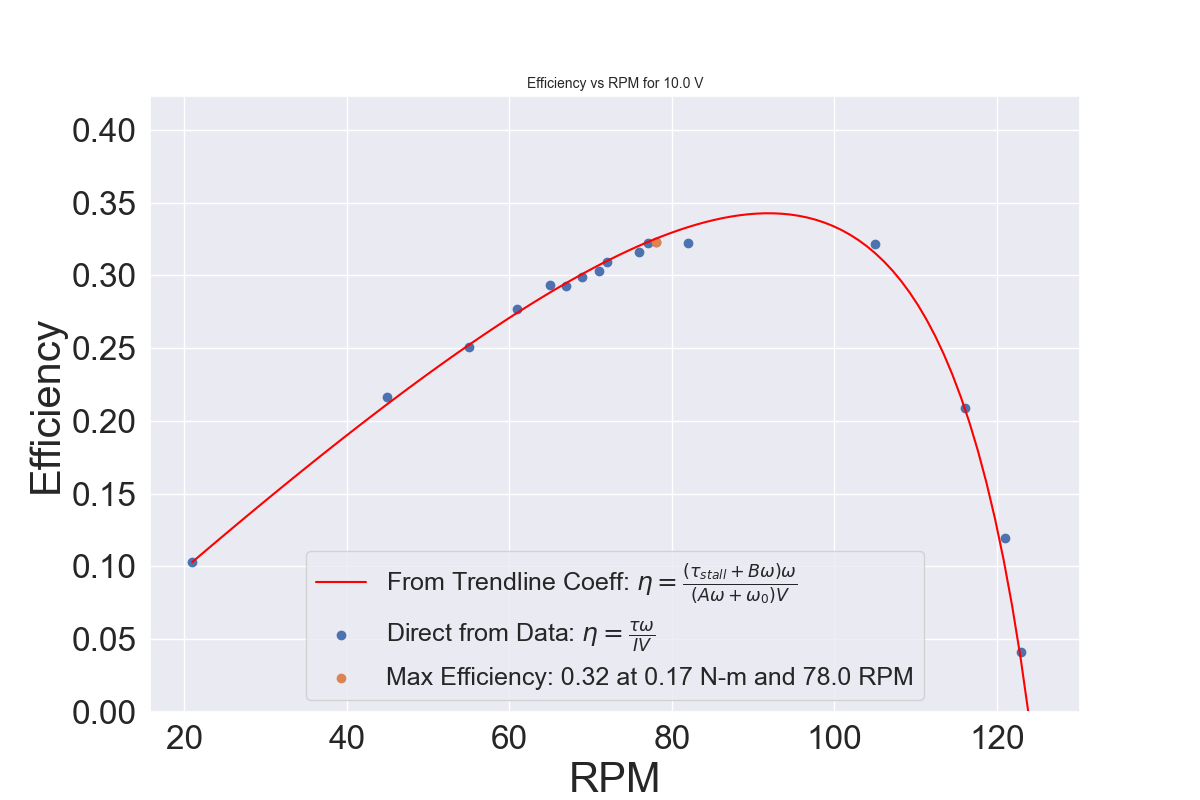 Efficiency vs RPM for 10.0 V
0.40
0.35
0.30
0.25
0.20
0.15
0.10
0.05
0.00
Efficiency
From Trendline Coeff: η = (τ_stall + Bω)ω / (Aω + ω₀)V
Direct from Data: η = τω / IV
Max Efficiency: 0.32 at 0.17 N-m and 78.0 RPM
20 40 60 80 100 120
RPM